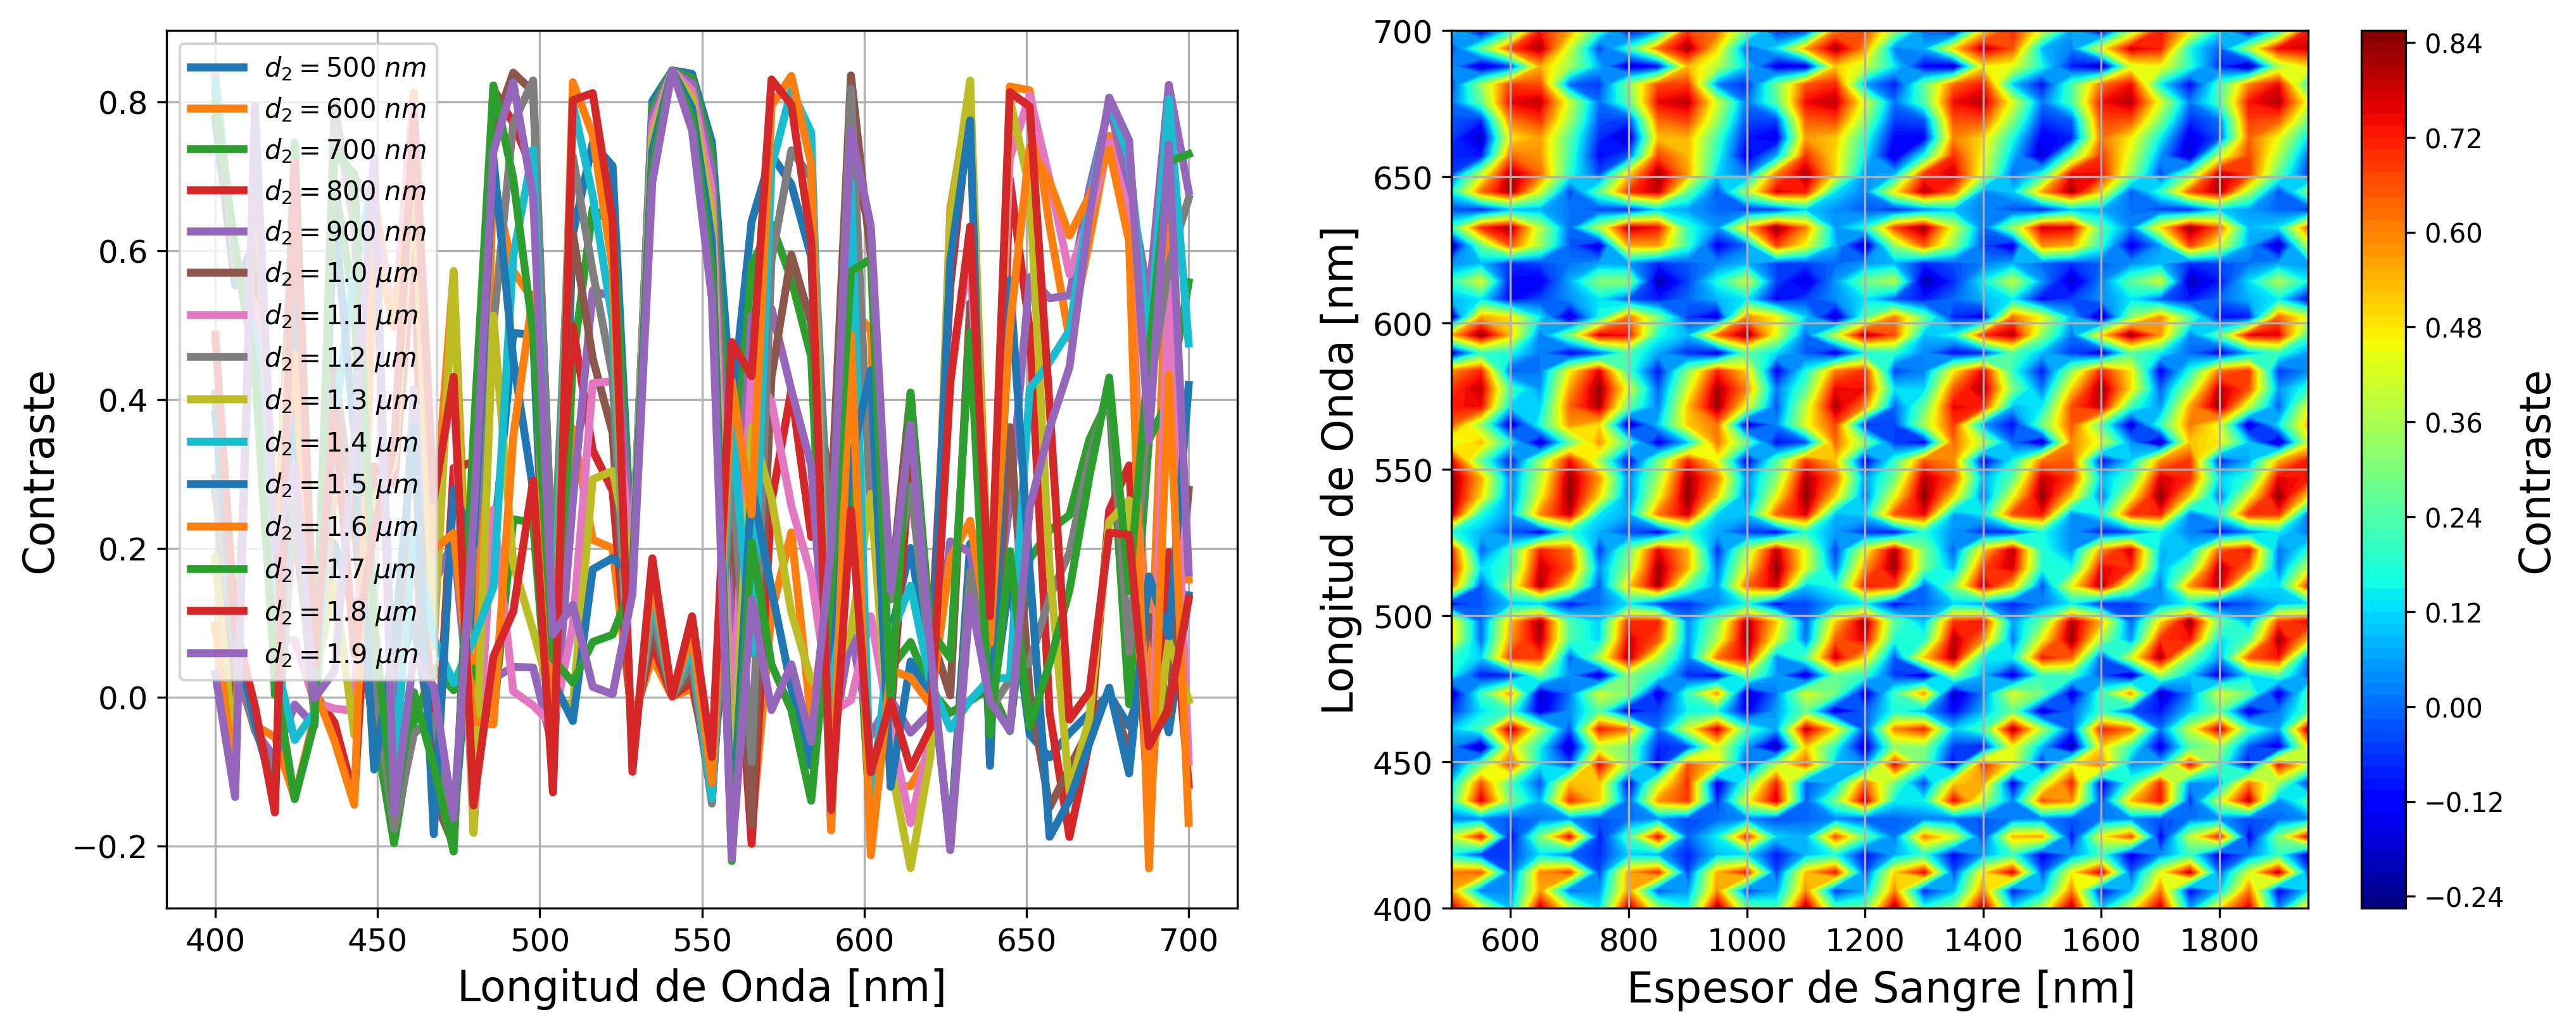 Contraste
0.8
0.6
0.4
0.2
0.0
−0.2
d₂ = 500 nm
d₂ = 600 nm
d₂ = 700 nm
d₂ = 800 nm
d₂ = 900 nm
d₂ = 1.0 μm
d₂ = 1.1 μm
d₂ = 1.2 μm
d₂ = 1.3 μm
d₂ = 1.4 μm
d₂ = 1.5 μm
d₂ = 1.6 μm
d₂ = 1.7 μm
d₂ = 1.8 μm
d₂ = 1.9 μm
400 450 500 550 600 650 700
Longitud de Onda [nm]
Longitud de Onda [nm]
700
650
600
550
500
450
400
600 800 1000 1200 1400 1600 1800
Espesor de Sangre [nm]
0.84
0.72
0.60
0.48
0.36
0.24
0.12
0.00
−0.12
−0.24
Contraste